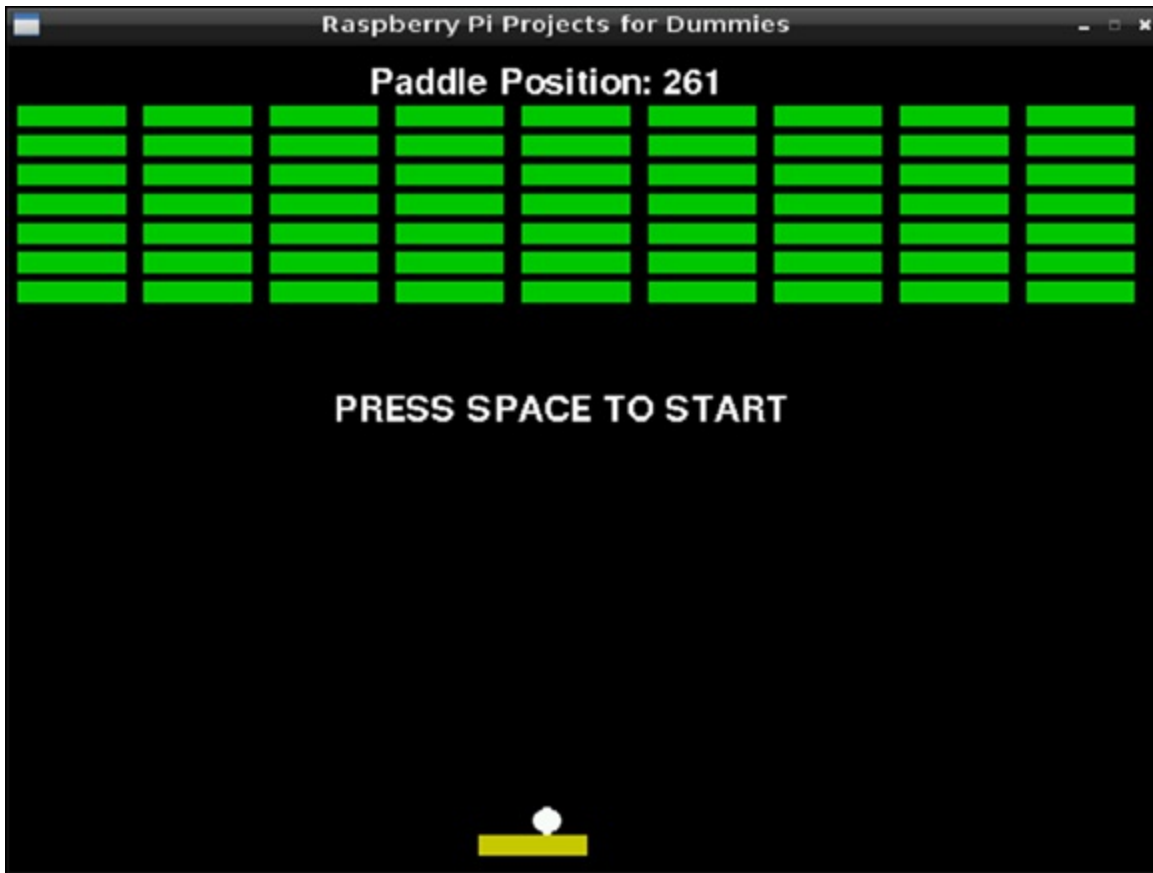 Raspberry Pi Projects for Dummies
Paddle Position: 261
PRESS SPACE TO START